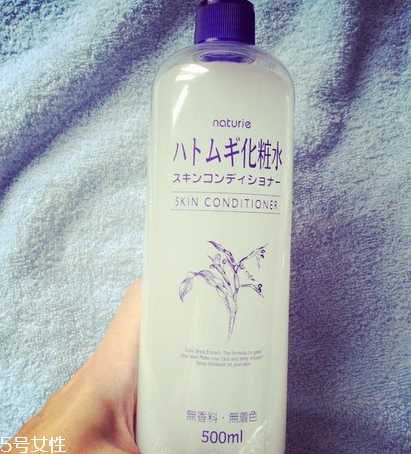 naturie
ハトムギ化粧水
スキンコンディショナー
SKIN CONDITIONER
無香料・無着色
500ml
5号女性